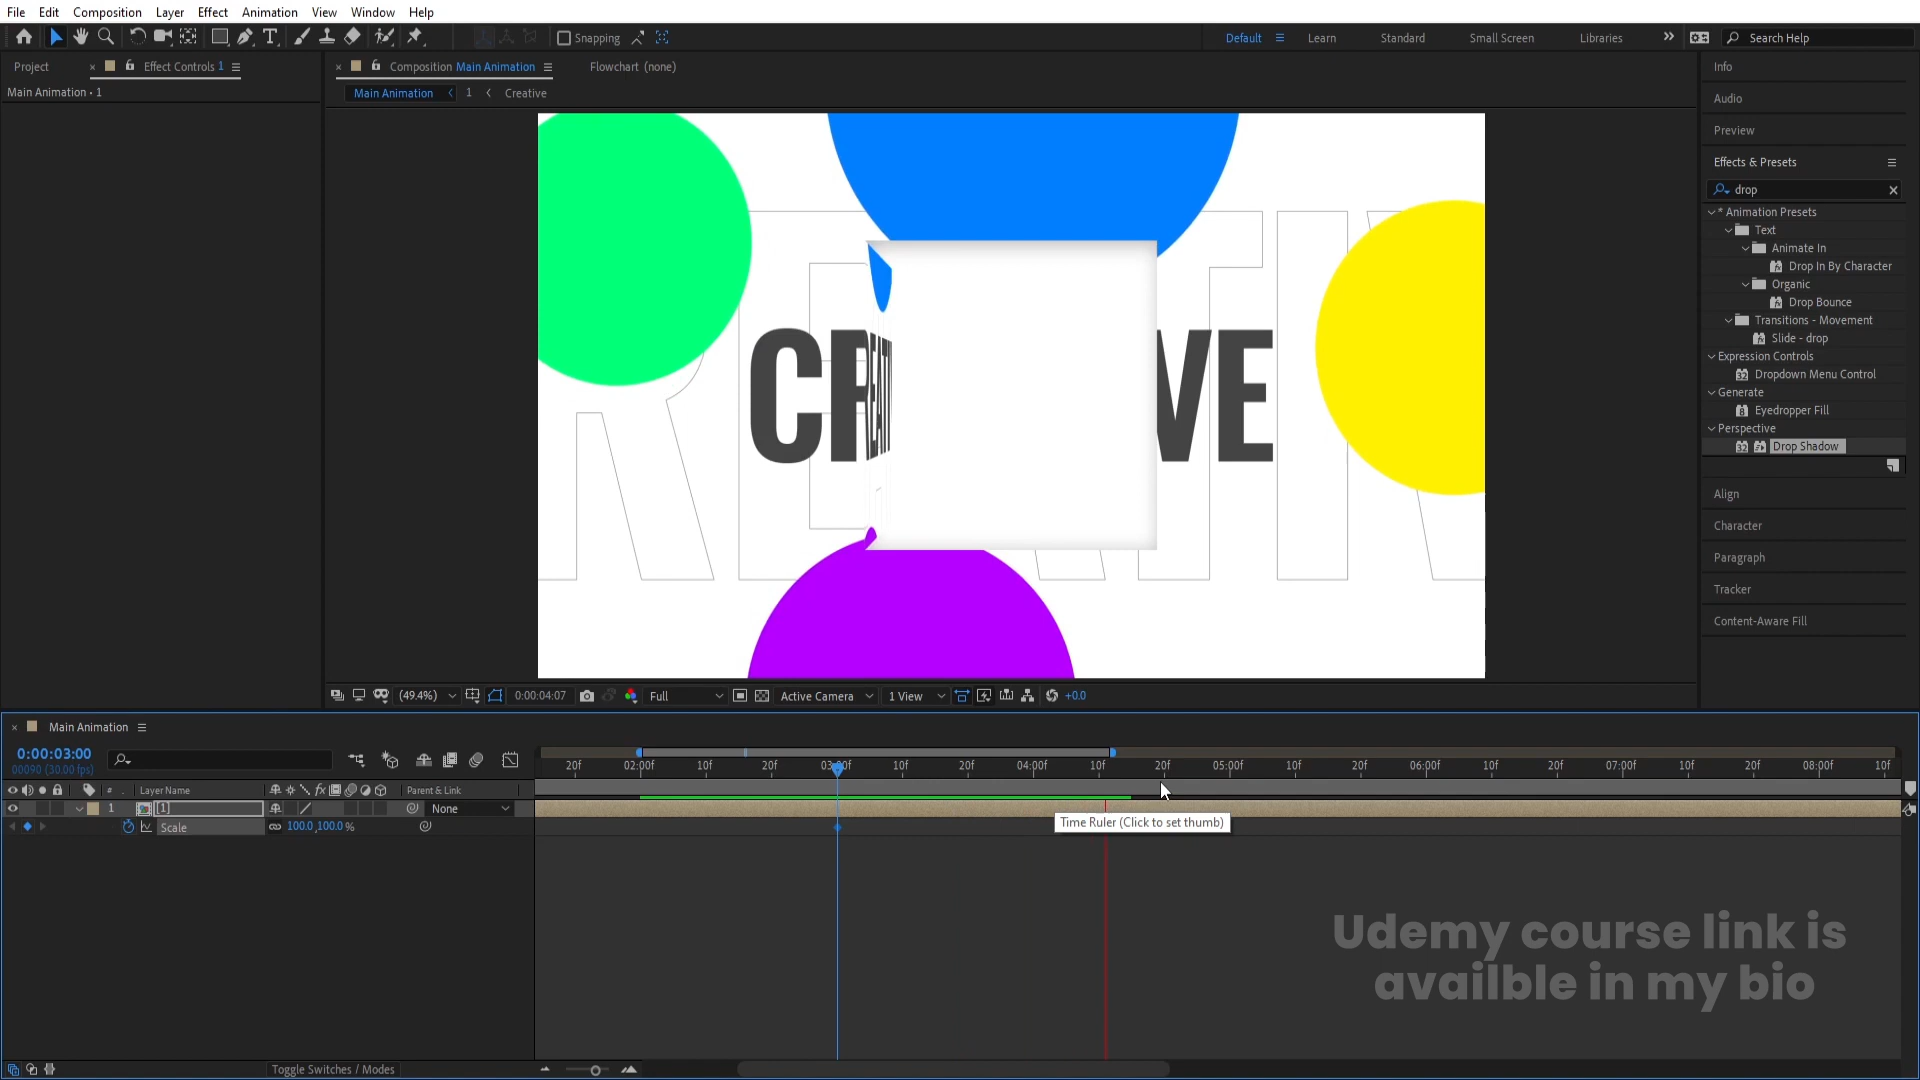 File Edit Composition Layer Effect Animation View Window Help
Snapping Default Learn Standard Small Screen Libraries Search Help
Project Effect Controls 1 Composition Main Animation Flowchart (none) Info
Main Animation • 1 Main Animation 1 Creative
Audio
Preview
Effects & Presets
drop
* Animation Presets
Text
Animate In
Drop In By Character
Organic
Drop Bounce
Transitions - Movement
Slide - drop
Expression Controls
Dropdown Menu Control
Generate
Eyedropper Fill
Perspective
Drop Shadow
Align
Character
Paragraph
Tracker
Content-Aware Fill
CR VE
(49.4%) 0:00:04:07 Full Active Camera 1 View +0.0
Main Animation
0:00:03:00
00090 (30.00 fps)
20f 02:00f 10f 20f 03:00f 10f 20f 04:00f 10f 20f 05:00f 10f 20f 06:00f 10f 20f 07:00f 10f 20f 08:00f 10f
# Layer Name Parent & Link
1 [1] None
Scale 100.0,100.0%
Time Ruler (Click to set thumb)
Udemy course link is
availble in my bio
Toggle Switches / Modes